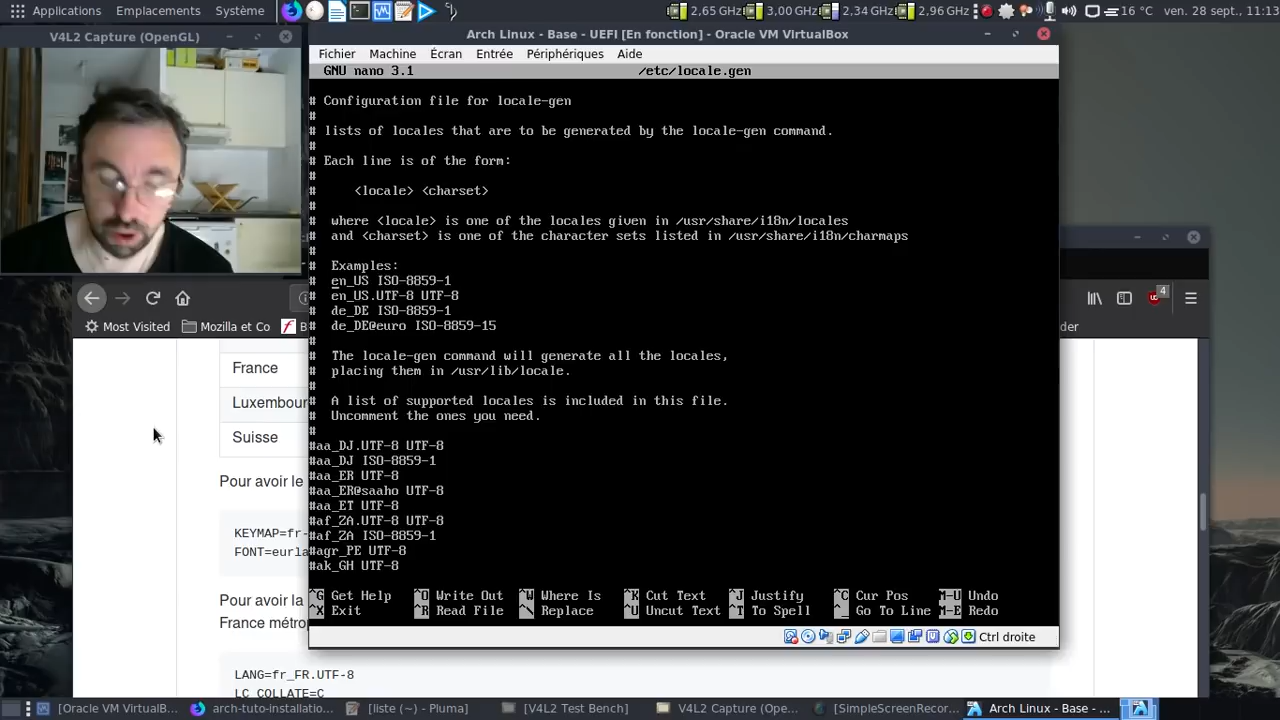 Applications Emplacements Système 2,65 GHz 3,00 GHz 2,34 GHz 2,96 GHz 16 °C ven. 28 sept., 11:13
V4L2 Capture (OpenGL)
Arch Linux - Base - UEFI [En fonction] - Oracle VM VirtualBox
Fichier Machine Écran Entrée Périphériques Aide
GNU nano 3.1 /etc/locale.gen
# Configuration file for locale-gen
#
# lists of locales that are to be generated by the locale-gen command.
#
# Each line is of the form:
#
# <locale> <charset>
#
# where <locale> is one of the locales given in /usr/share/i18n/locales
# and <charset> is one of the character sets listed in /usr/share/i18n/charmaps
#
# Examples:
# en_US ISO-8859-1
# en_US.UTF-8 UTF-8
# de_DE ISO-8859-1
# de_DE@euro ISO-8859-15
#
# The locale-gen command will generate all the locales,
# placing them in /usr/lib/locale.
#
# A list of supported locales is included in this file.
# Uncomment the ones you need.
#
#aa_DJ.UTF-8 UTF-8
#aa_DJ ISO-8859-1
#aa_ER UTF-8
#aa_ER@saaho UTF-8
#aa_ET UTF-8
#af_ZA.UTF-8 UTF-8
#af_ZA ISO-8859-1
#agr_PE UTF-8
#ak_GH UTF-8
^G Get Help ^O Write Out ^W Where Is ^K Cut Text ^J Justify ^C Cur Pos M-U Undo
^X Exit ^R Read File ^\ Replace ^U Uncut Text ^T To Spell ^_ Go To Line M-E Redo
Ctrl droite
4
Most Visited Mozilla et Co
France
Luxembour
Suisse
Pour avoir le
KEYMAP=fr-
FONT=eurla
Pour avoir la
France métrop
LANG=fr_FR.UTF-8
LC_COLLATE=C
[Oracle VM VirtualB... arch-tuto-installatio... [liste (~) - Pluma] [V4L2 Test Bench] V4L2 Capture (Ope... [SimpleScreenRecor... Arch Linux - Base - ...